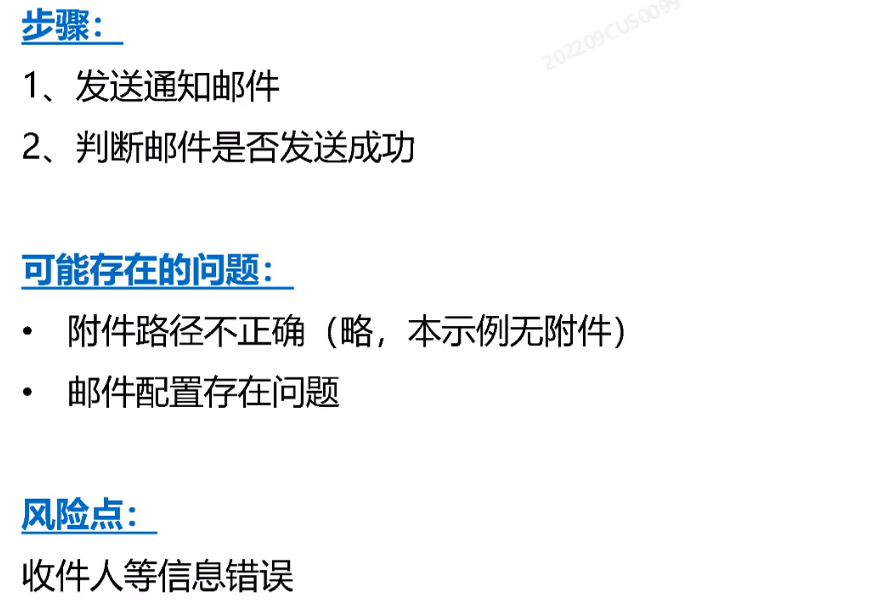 步骤：
1、发送通知邮件
2、判断邮件是否发送成功
可能存在的问题：
• 附件路径不正确（略，本示例无附件）
• 邮件配置存在问题
风险点：
收件人等信息错误